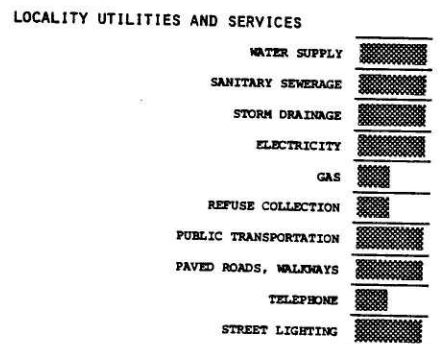 LOCALITY UTILITIES AND SERVICES
WATER SUPPLY
SANITARY SEWERAGE
STORM DRAINAGE
ELECTRICITY
GAS
REFUSE COLLECTION
PUBLIC TRANSPORTATION
PAVED ROADS, WALKWAYS
TELEPHONE
STREET LIGHTING